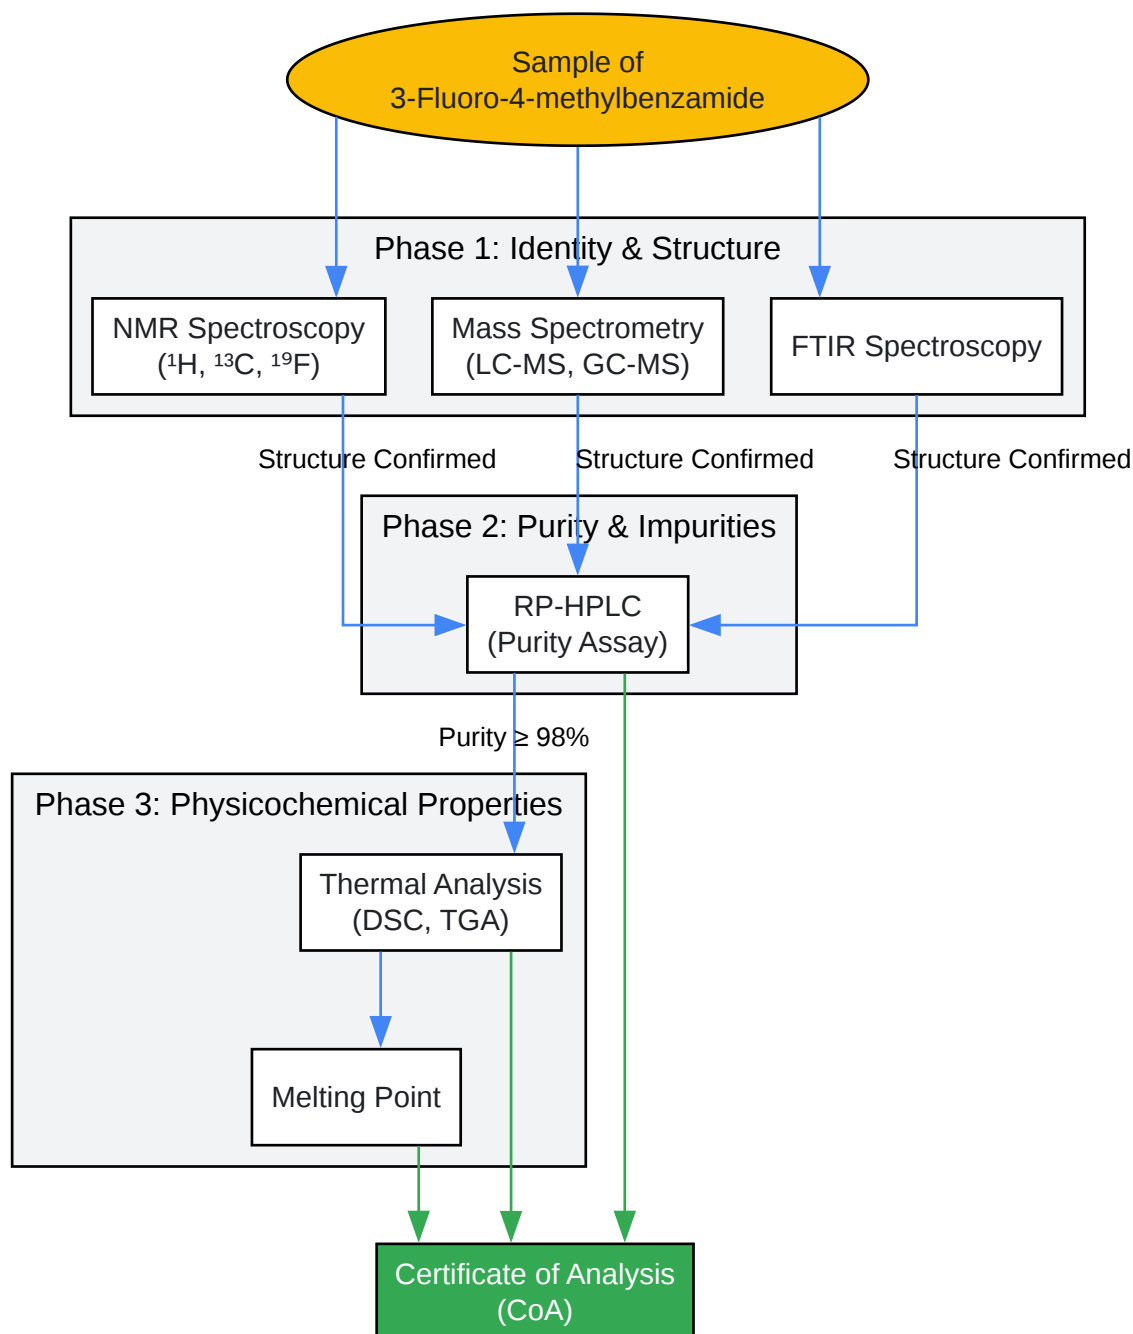 Sample of
3-Fluoro-4-methylbenzamide
Phase 1: Identity & Structure
NMR Spectroscopy
(¹H, ¹³C, ¹⁹F)
Mass Spectrometry
(LC-MS, GC-MS)
FTIR Spectroscopy
Structure Confirmed
Structure Confirmed
Structure Confirmed
Phase 2: Purity & Impurities
RP-HPLC
(Purity Assay)
Purity ≥ 98%
Phase 3: Physicochemical Properties
Thermal Analysis
(DSC, TGA)
Melting Point
Certificate of Analysis
(CoA)